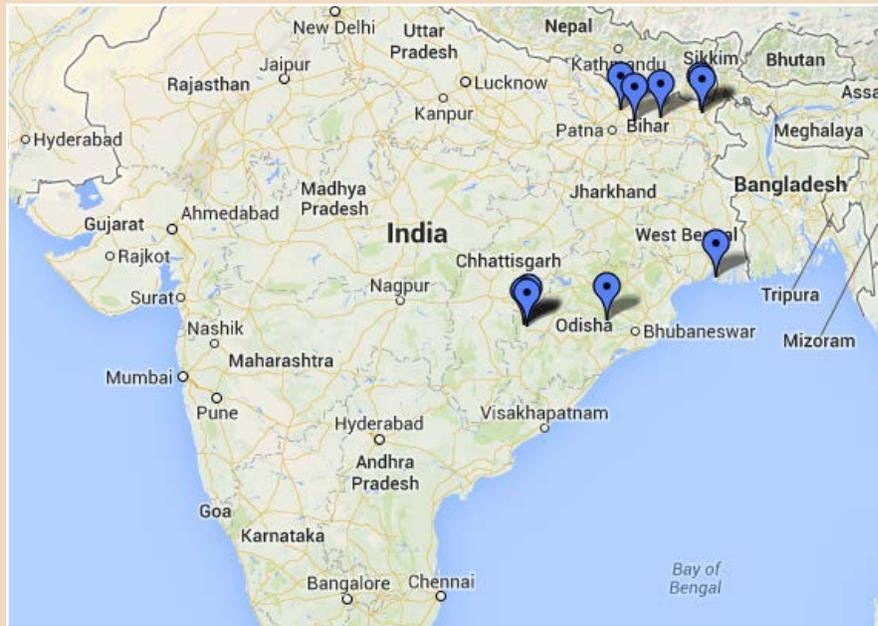 New Delhi
Uttar
Pradesh
Nepal
Kathmandu
Sikkim
Bhutan
Jaipur
Rajasthan
Lucknow
Kanpur
Assa
Hyderabad
Patna
Bihar
Meghalaya
Madhya
Pradesh
Jharkhand
Bangladesh
Gujarat
Ahmedabad
India
West Bengal
Rajkot
Chhattisgarh
Surat
Nagpur
Tripura
Nashik
Odisha
Bhubaneswar
Mizoram
Maharashtra
Mumbai
Pune
Visakhapatnam
Hyderabad
Andhra
Pradesh
Goa
Karnataka
Bay of
Bengal
Bangalore
Chennai